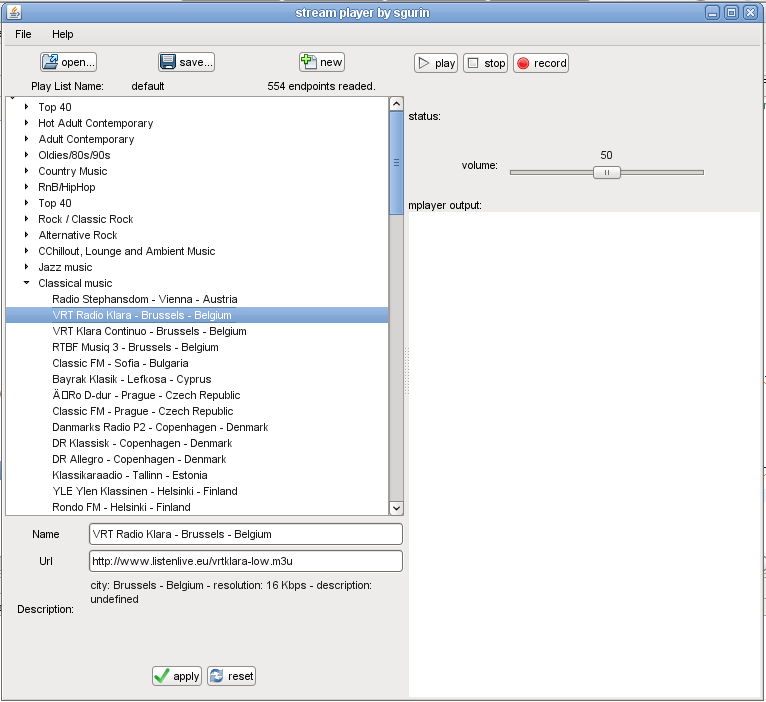 stream player by sgurin
File Help
open... save... new play stop record
Play List Name: default 554 endpoints readed.
Top 40
Hot Adult Contemporary
Adult Contemporary
Oldies/80s/90s
Country Music
RnB/HipHop
Top 40
Rock / Classic Rock
Alternative Rock
CChillout, Lounge and Ambient Music
Jazz music
Classical music
Radio Stephansdom - Vienna - Austria
VRT Radio Klara - Brussels - Belgium
VRT Klara Continuo - Brussels - Belgium
RTBF Musiq 3 - Brussels - Belgium
Classic FM - Sofia - Bulgaria
Bayrak Klasik - Lefkosa - Cyprus
Ä□Ro D-dur - Prague - Czech Republic
Classic FM - Prague - Czech Republic
Danmarks Radio P2 - Copenhagen - Denmark
DR Klassisk - Copenhagen - Denmark
DR Allegro - Copenhagen - Denmark
Klassikaraadio - Tallinn - Estonia
YLE Ylen Klassinen - Helsinki - Finland
Rondo FM - Helsinki - Finland
status:
50
volume:
mplayer output:
Name VRT Radio Klara - Brussels - Belgium
Url http://www.listenlive.eu/vrtklara-low.m3u
city: Brussels - Belgium - resolution: 16 Kbps - description:
undefined
Description:
apply reset